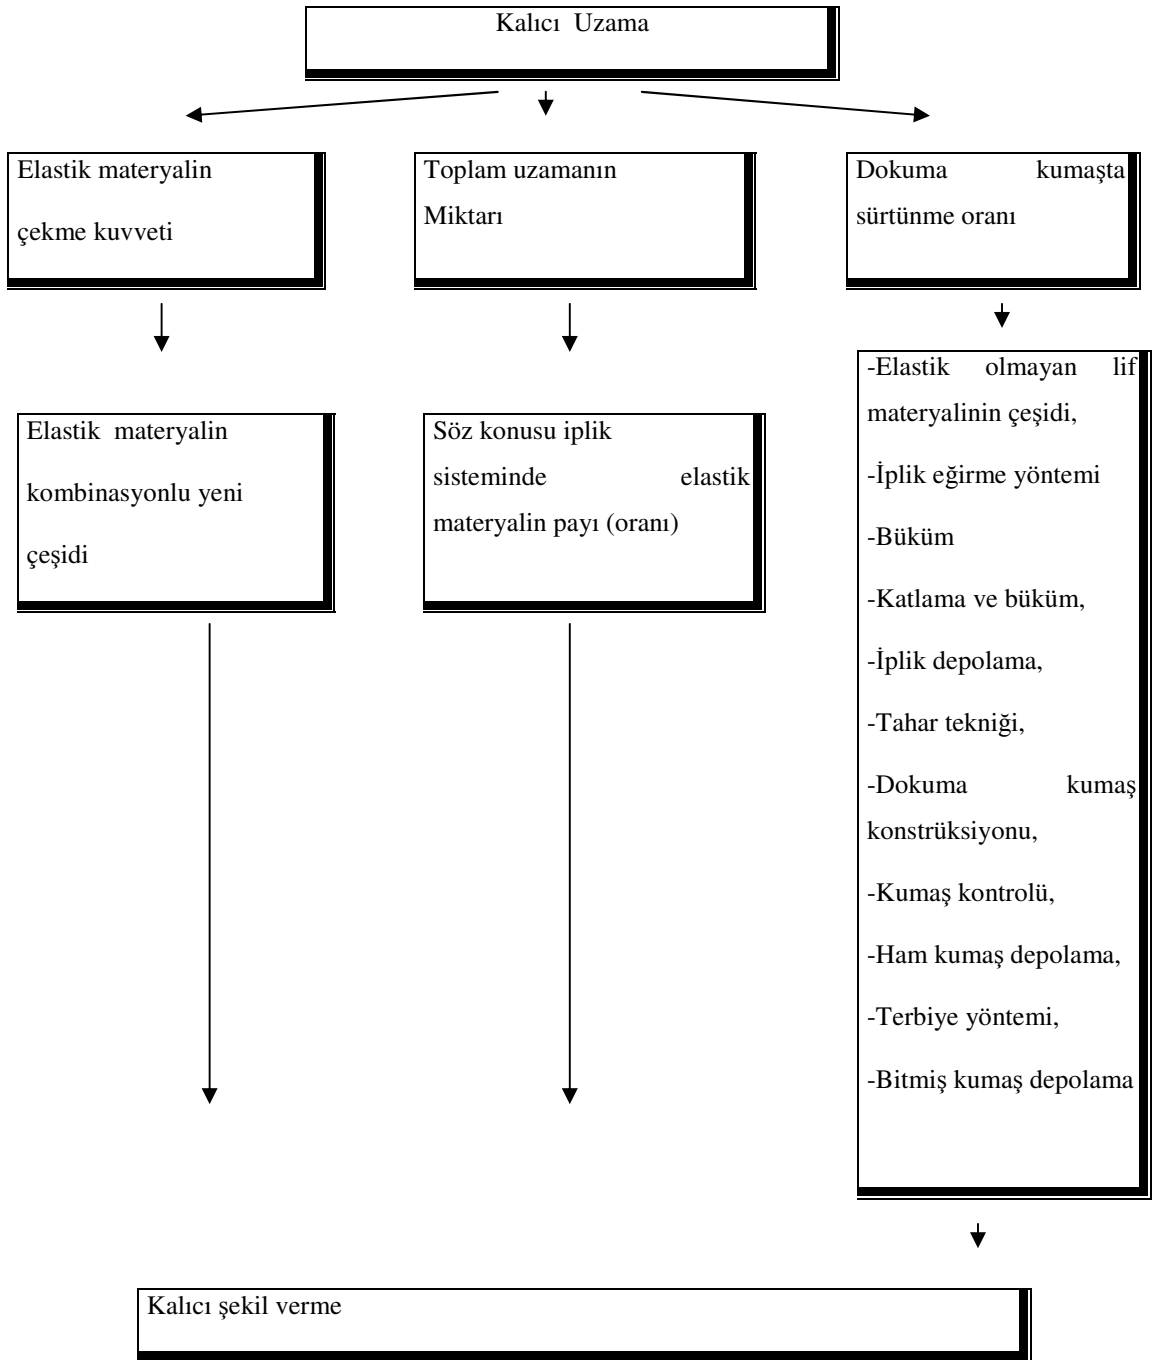 Kalıcı Uzama
Elastik materyalin
çekme kuvveti
Toplam uzamanın
Miktarı
Dokuma kumaşta
sürtünme oranı
Elastik materyalin
kombinasyonlu yeni
çeşidi
Söz konusu iplik
sisteminde elastik
materyalin payı (oranı)
-Elastik olmayan lif
materyalinin çeşidi,
-İplik eğirme yöntemi
-Büküm
-Katlama ve büküm,
-İplik depolama,
-Tahar tekniği,
-Dokuma kumaş
konstrüksiyonu,
-Kumaş kontrolü,
-Ham kumaş depolama,
-Terbiye yöntemi,
-Bitmiş kumaş depolama
Kalıcı şekil verme